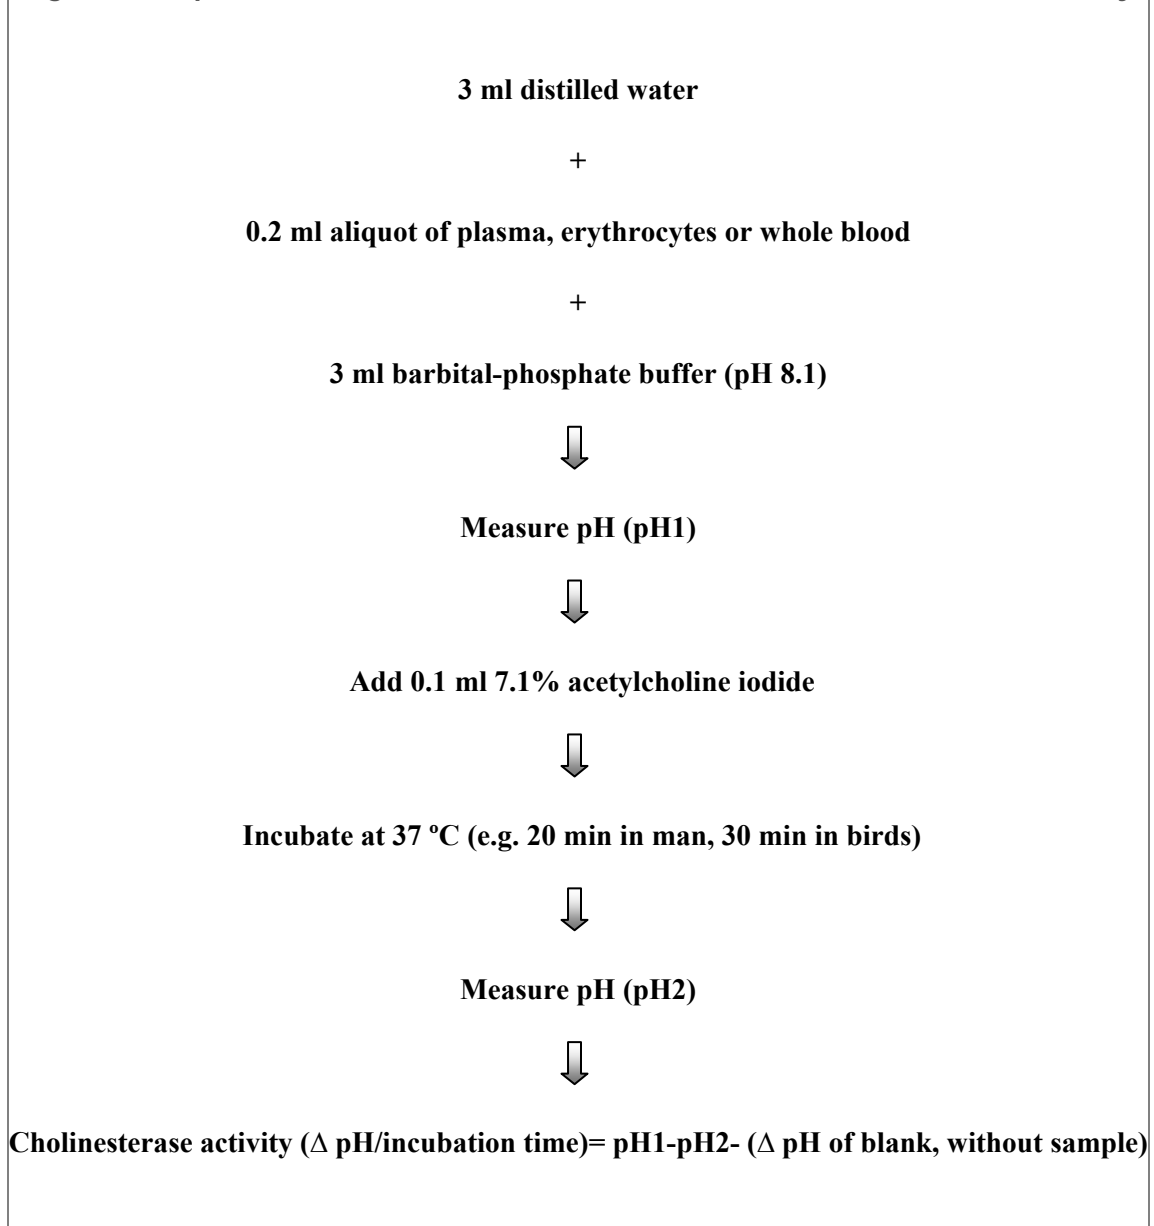 3 ml distilled water
+
0.2 ml aliquot of plasma, erythrocytes or whole blood
+
3 ml barbital-phosphate buffer (pH 8.1)
Measure pH (pH1)
Add 0.1 ml 7.1% acetylcholine iodide
Incubate at 37 ºC (e.g. 20 min in man, 30 min in birds)
Measure pH (pH2)
Cholinesterase activity (∆ pH/incubation time)= pH1-pH2- (∆ pH of blank, without sample)